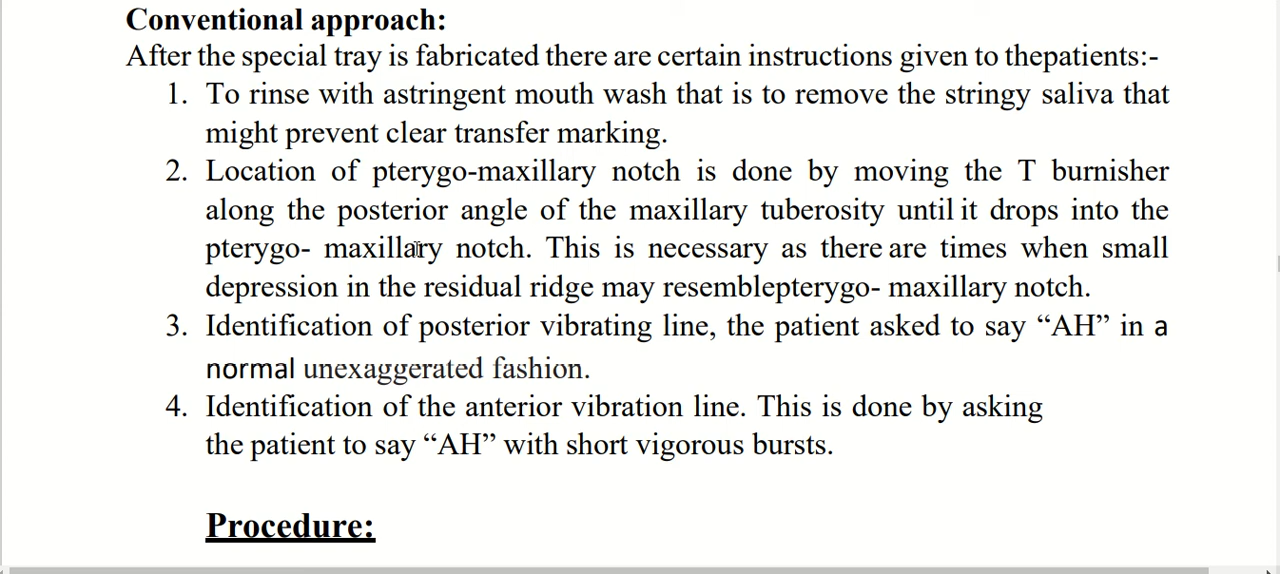 Conventional approach:
After the special tray is fabricated there are certain instructions given to thepatients:-
1. To rinse with astringent mouth wash that is to remove the stringy saliva that
might prevent clear transfer marking.
2. Location of pterygo-maxillary notch is done by moving the T burnisher
along the posterior angle of the maxillary tuberosity until it drops into the
pterygo- maxillary notch. This is necessary as there are times when small
depression in the residual ridge may resemblepterygo- maxillary notch.
3. Identification of posterior vibrating line, the patient asked to say “AH” in a
normal unexaggerated fashion.
4. Identification of the anterior vibration line. This is done by asking
the patient to say “AH” with short vigorous bursts.
Procedure: